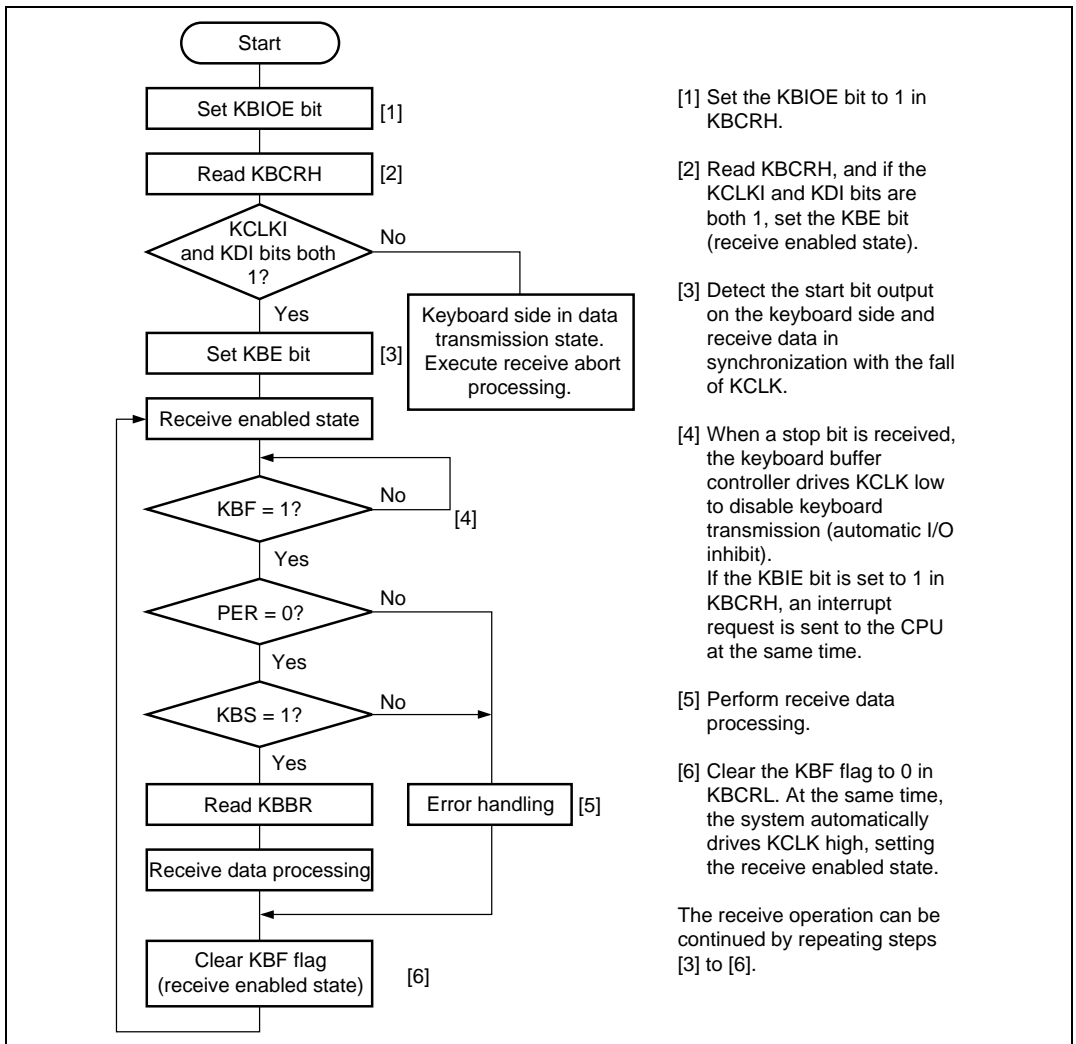 Start
Set KBIOE bit
[1]
Read KBCRH
[2]
KCLKI
and KDI bits both
1?
No
Yes
Keyboard side in data
transmission state.
Execute receive abort
processing.
Set KBE bit
[3]
Receive enabled state
KBF = 1?
No
[4]
Yes
PER = 0?
No
Yes
KBS = 1?
No
Yes
Read KBBR
Error handling
[5]
Receive data processing
Clear KBF flag
(receive enabled state)
[6]
[1] Set the KBIOE bit to 1 in
KBCRH.
[2] Read KBCRH, and if the
KCLKI and KDI bits are
both 1, set the KBE bit
(receive enabled state).
[3] Detect the start bit output
on the keyboard side and
receive data in
synchronization with the fall
of KCLK.
[4] When a stop bit is received,
the keyboard buffer
controller drives KCLK low
to disable keyboard
transmission (automatic I/O
inhibit).
If the KBIE bit is set to 1 in
KBCRH, an interrupt
request is sent to the CPU
at the same time.
[5] Perform receive data
processing.
[6] Clear the KBF flag to 0 in
KBCRL. At the same time,
the system automatically
drives KCLK high, setting
the receive enabled state.
The receive operation can be
continued by repeating steps
[3] to [6].